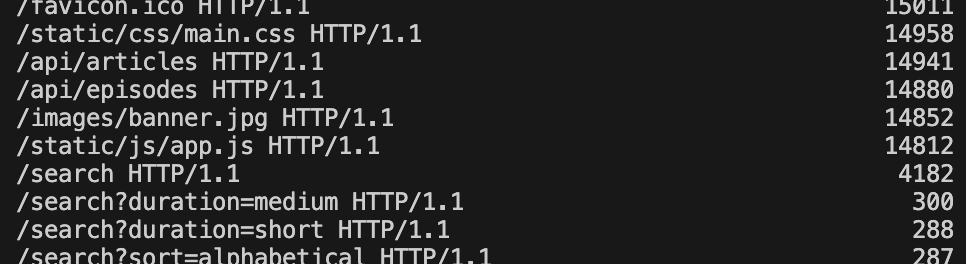 /favicon.ico HTTP/1.1 15011
/static/css/main.css HTTP/1.1 14958
/api/articles HTTP/1.1 14941
/api/episodes HTTP/1.1 14880
/images/banner.jpg HTTP/1.1 14852
/static/js/app.js HTTP/1.1 14812
/search HTTP/1.1 4182
/search?duration=medium HTTP/1.1 300
/search?duration=short HTTP/1.1 288
/search?sort=alphabetical HTTP/1.1 287